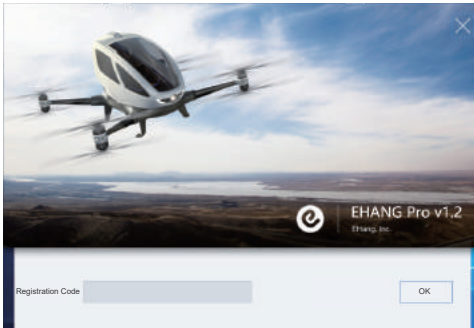 EHANG Pro v1.2
EHang, Inc.
Registration Code
OK